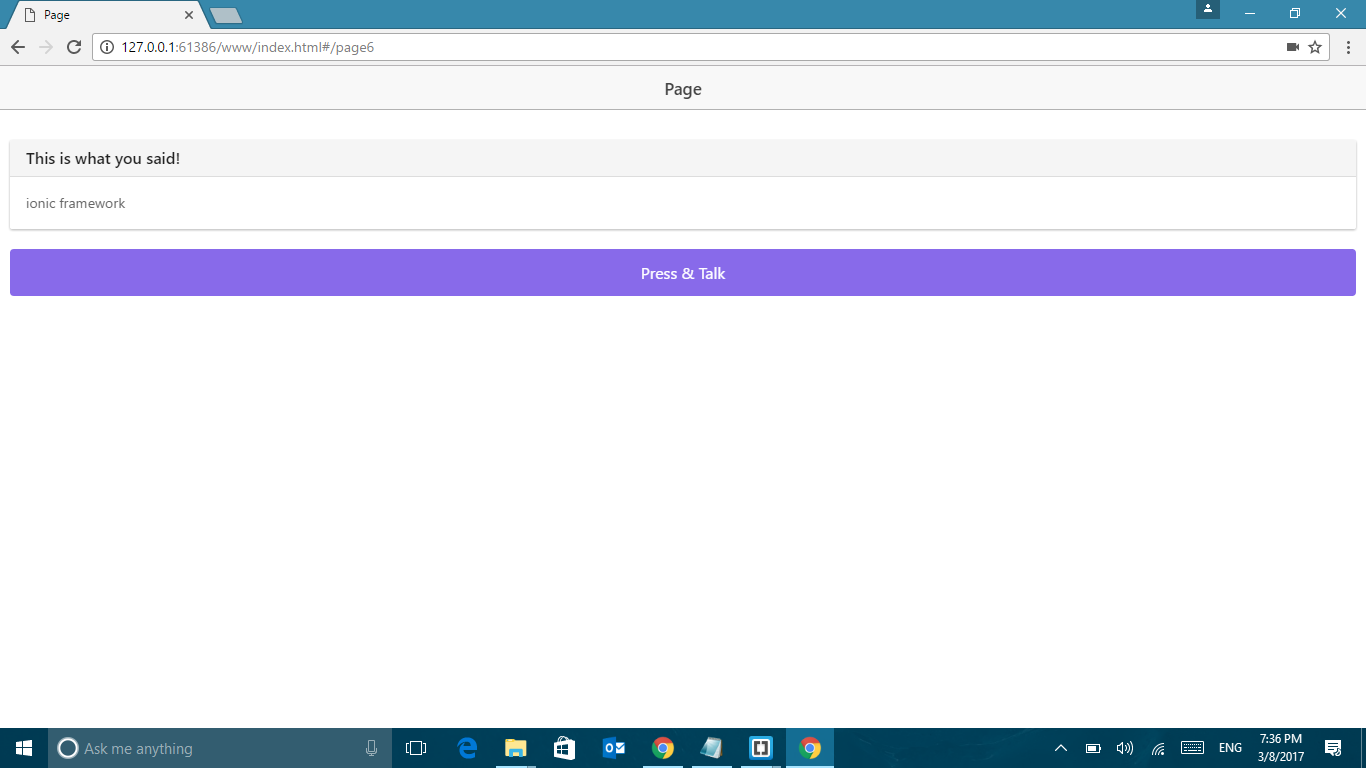 Page
127.0.0.1:61386/www/index.html#/page6
Page
This is what you said!
ionic framework
Press & Talk
Ask me anything
ENG
7:36 PM
3/8/2017